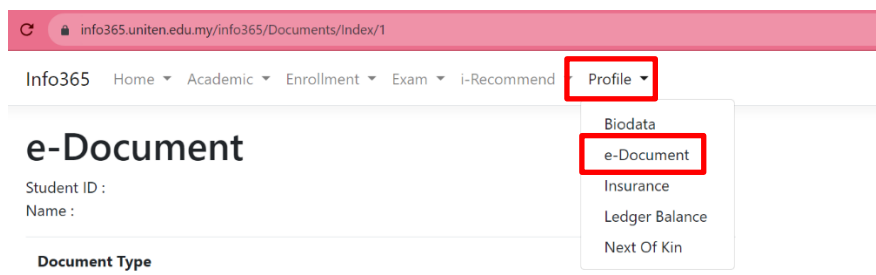 info365.uniten.edu.my/info365/Documents/Index/1
Info365 Home Academic Enrollment Exam i-Recommend Profile
Biodata
e-Document
Insurance
Ledger Balance
Next Of Kin
e-Document
Student ID :
Name :
Document Type